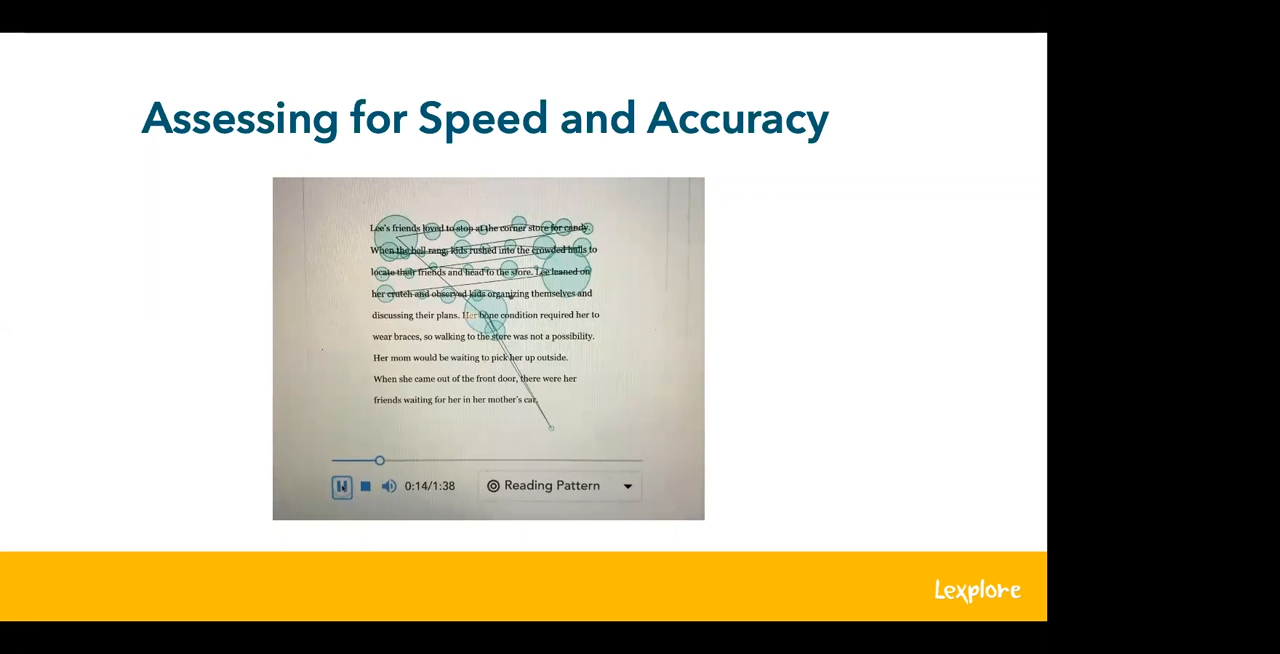 Assessing for Speed and Accuracy
Lee's friends loved to stop at the corner store for candy.
When the bell rang, kids rushed into the crowded halls to
locate their friends and head to the store. Lee leaned on
her crutch and observed kids organizing themselves and
discussing their plans. Her bone condition required her to
wear braces, so walking to the store was not a possibility.
Her mom would be waiting to pick her up outside.
When she came out of the front door, there were her
friends waiting for her in her mother's car.
0:14/1:38
Reading Pattern
Lexplore